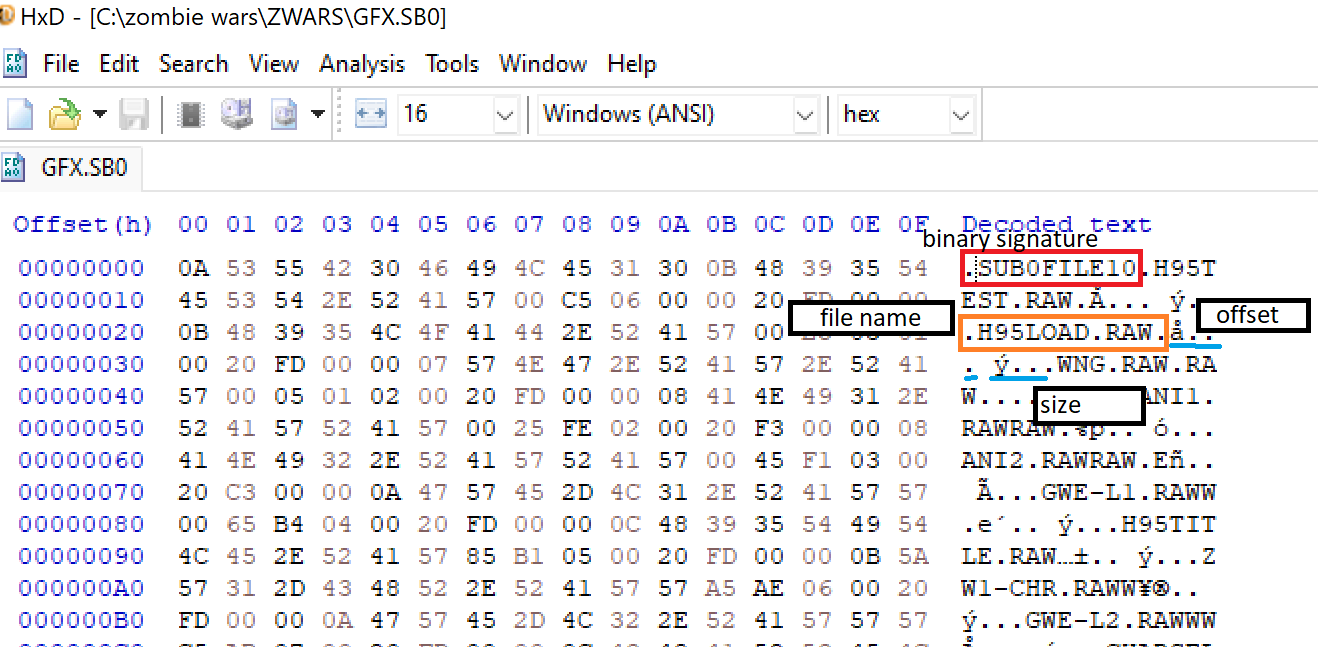 HxD - [C:\zombie wars\ZWARS\GFX.SB0]
File Edit Search View Analysis Tools Window Help
16 Windows (ANSI) hex
GFX.SB0
Offset(h) 00 01 02 03 04 05 06 07 08 09 0A 0B 0C 0D 0E 0F Decoded text
binary signature
00000000 0A 53 55 42 30 46 49 4C 45 31 30 0B 48 39 35 54 .SUB0FILE10.H95T
00000010 45 53 54 2E 52 41 57 00 C5 06 00 00 20 FD 00 00 EST.RAW.Å... ý.
file name offset
00000020 0B 48 39 35 4C 4F 41 44 2E 52 41 57 00 .H95LOAD.RAW.å..
00000030 00 20 FD 00 00 07 57 4E 47 2E 52 41 57 2E 52 41 . ý...WNG.RAW.RA
00000040 57 00 05 01 02 00 20 FD 00 00 08 41 4E 49 31 2E W.... ANI1.
size
00000050 52 41 57 52 41 57 00 25 FE 02 00 20 F3 00 00 08 RAWRAW.%þ.. ó...
00000060 41 4E 49 32 2E 52 41 57 52 41 57 00 45 F1 03 00 ANI2.RAWRAW.Eñ..
00000070 20 C3 00 00 0A 47 57 45 2D 4C 31 2E 52 41 57 57 Ã...GWE-L1.RAWW
00000080 00 65 B4 04 00 20 FD 00 00 0C 48 39 35 54 49 54 .e´.. ý...H95TIT
00000090 4C 45 2E 52 41 57 85 B1 05 00 20 FD 00 00 0B 5A LE.RAW…±.. ý...Z
000000A0 57 31 2D 43 48 52 2E 52 41 57 57 A5 AE 06 00 20 W1-CHR.RAWW¥®..
000000B0 FD 00 00 0A 47 57 45 2D 4C 32 2E 52 41 57 57 57 ý...GWE-L2.RAWWW